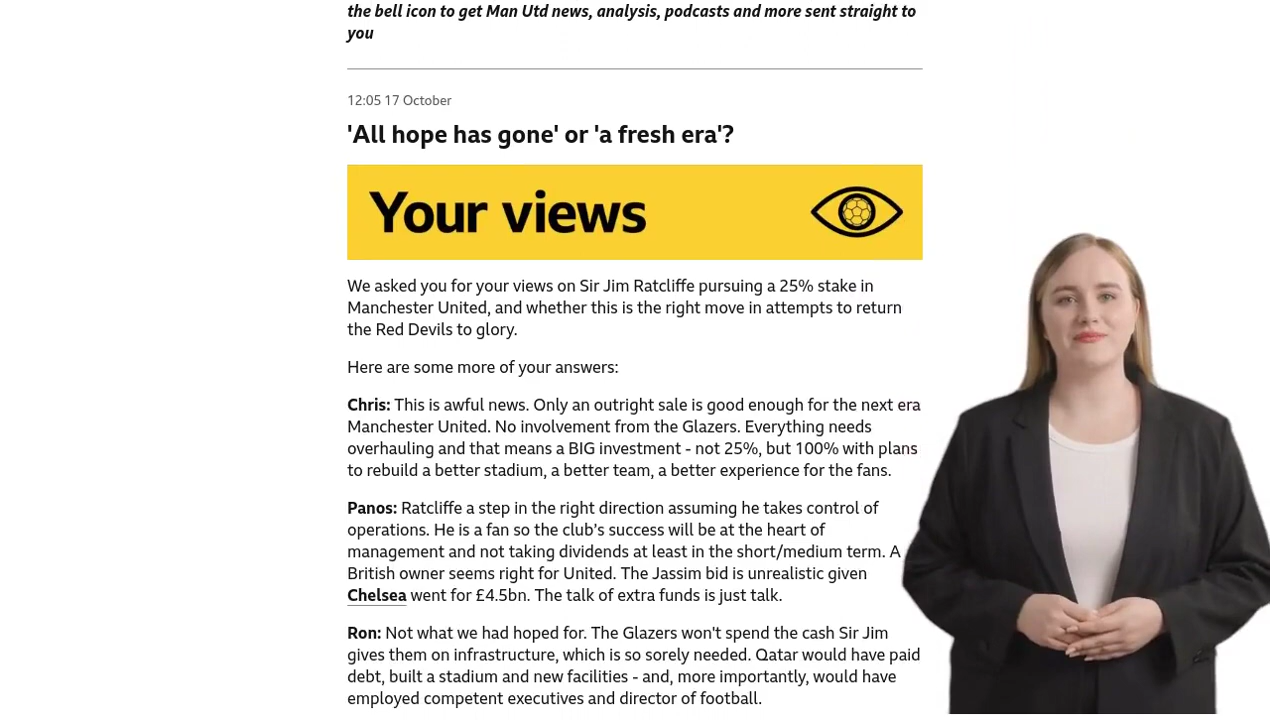 the bell icon to get Man Utd news, analysis, podcasts and more sent straight to
you
12:05 17 October
'All hope has gone' or 'a fresh era'?
Your views
We asked you for your views on Sir Jim Ratcliffe pursuing a 25% stake in
Manchester United, and whether this is the right move in attempts to return
the Red Devils to glory.
Here are some more of your answers:
Chris: This is awful news. Only an outright sale is good enough for the next era
Manchester United. No involvement from the Glazers. Everything needs
overhauling and that means a BIG investment - not 25%, but 100% with plans
to rebuild a better stadium, a better team, a better experience for the fans.
Panos: Ratcliffe a step in the right direction assuming he takes control of
operations. He is a fan so the club’s success will be at the heart of
management and not taking dividends at least in the short/medium term. A
British owner seems right for United. The Jassim bid is unrealistic given
Chelsea went for £4.5bn. The talk of extra funds is just talk.
Ron: Not what we had hoped for. The Glazers won't spend the cash Sir Jim
gives them on infrastructure, which is so sorely needed. Qatar would have paid
debt, built a stadium and new facilities - and, more importantly, would have
employed competent executives and director of football.